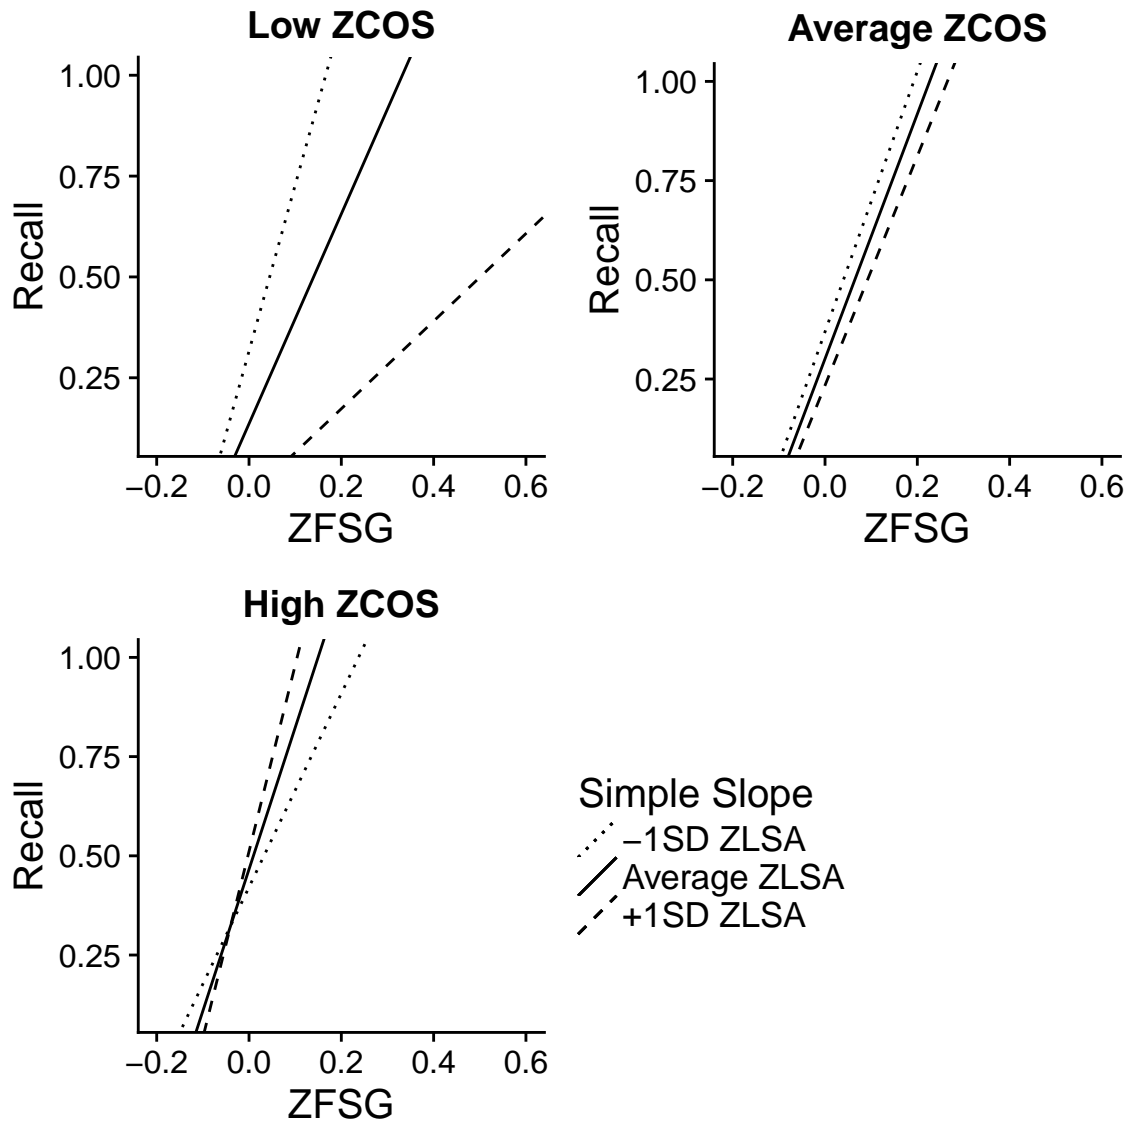 Low ZCOS
Recall
1.00
0.75
0.50
0.25
−0.2 0.0 0.2 0.4 0.6
ZFSG
Average ZCOS
Recall
1.00
0.75
0.50
0.25
−0.2 0.0 0.2 0.4 0.6
ZFSG
High ZCOS
Recall
1.00
0.75
0.50
0.25
−0.2 0.0 0.2 0.4 0.6
ZFSG
Simple Slope
−1SD ZLSA
Average ZLSA
+1SD ZLSA